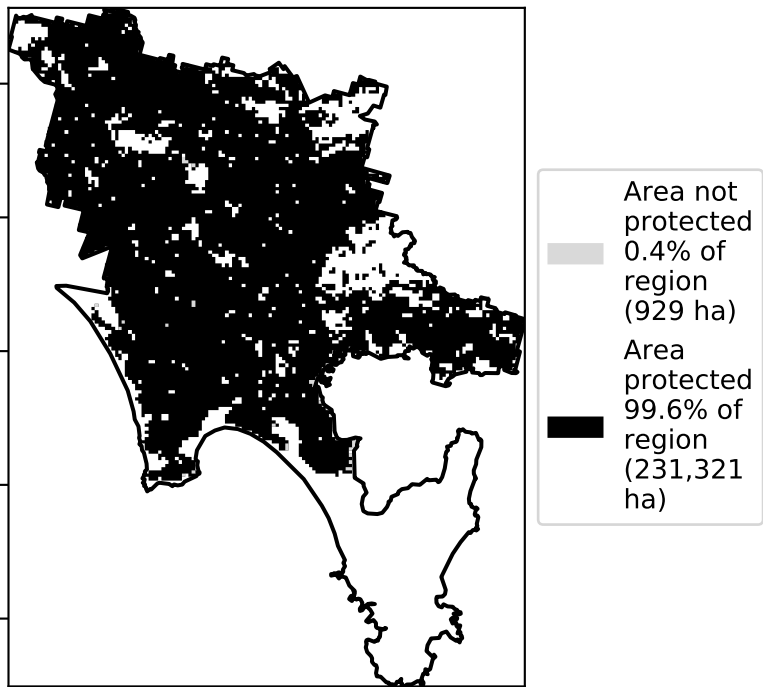 Area not
protected
0.4% of
region
(929 ha)
Area
protected
99.6% of
region
(231,321
ha)